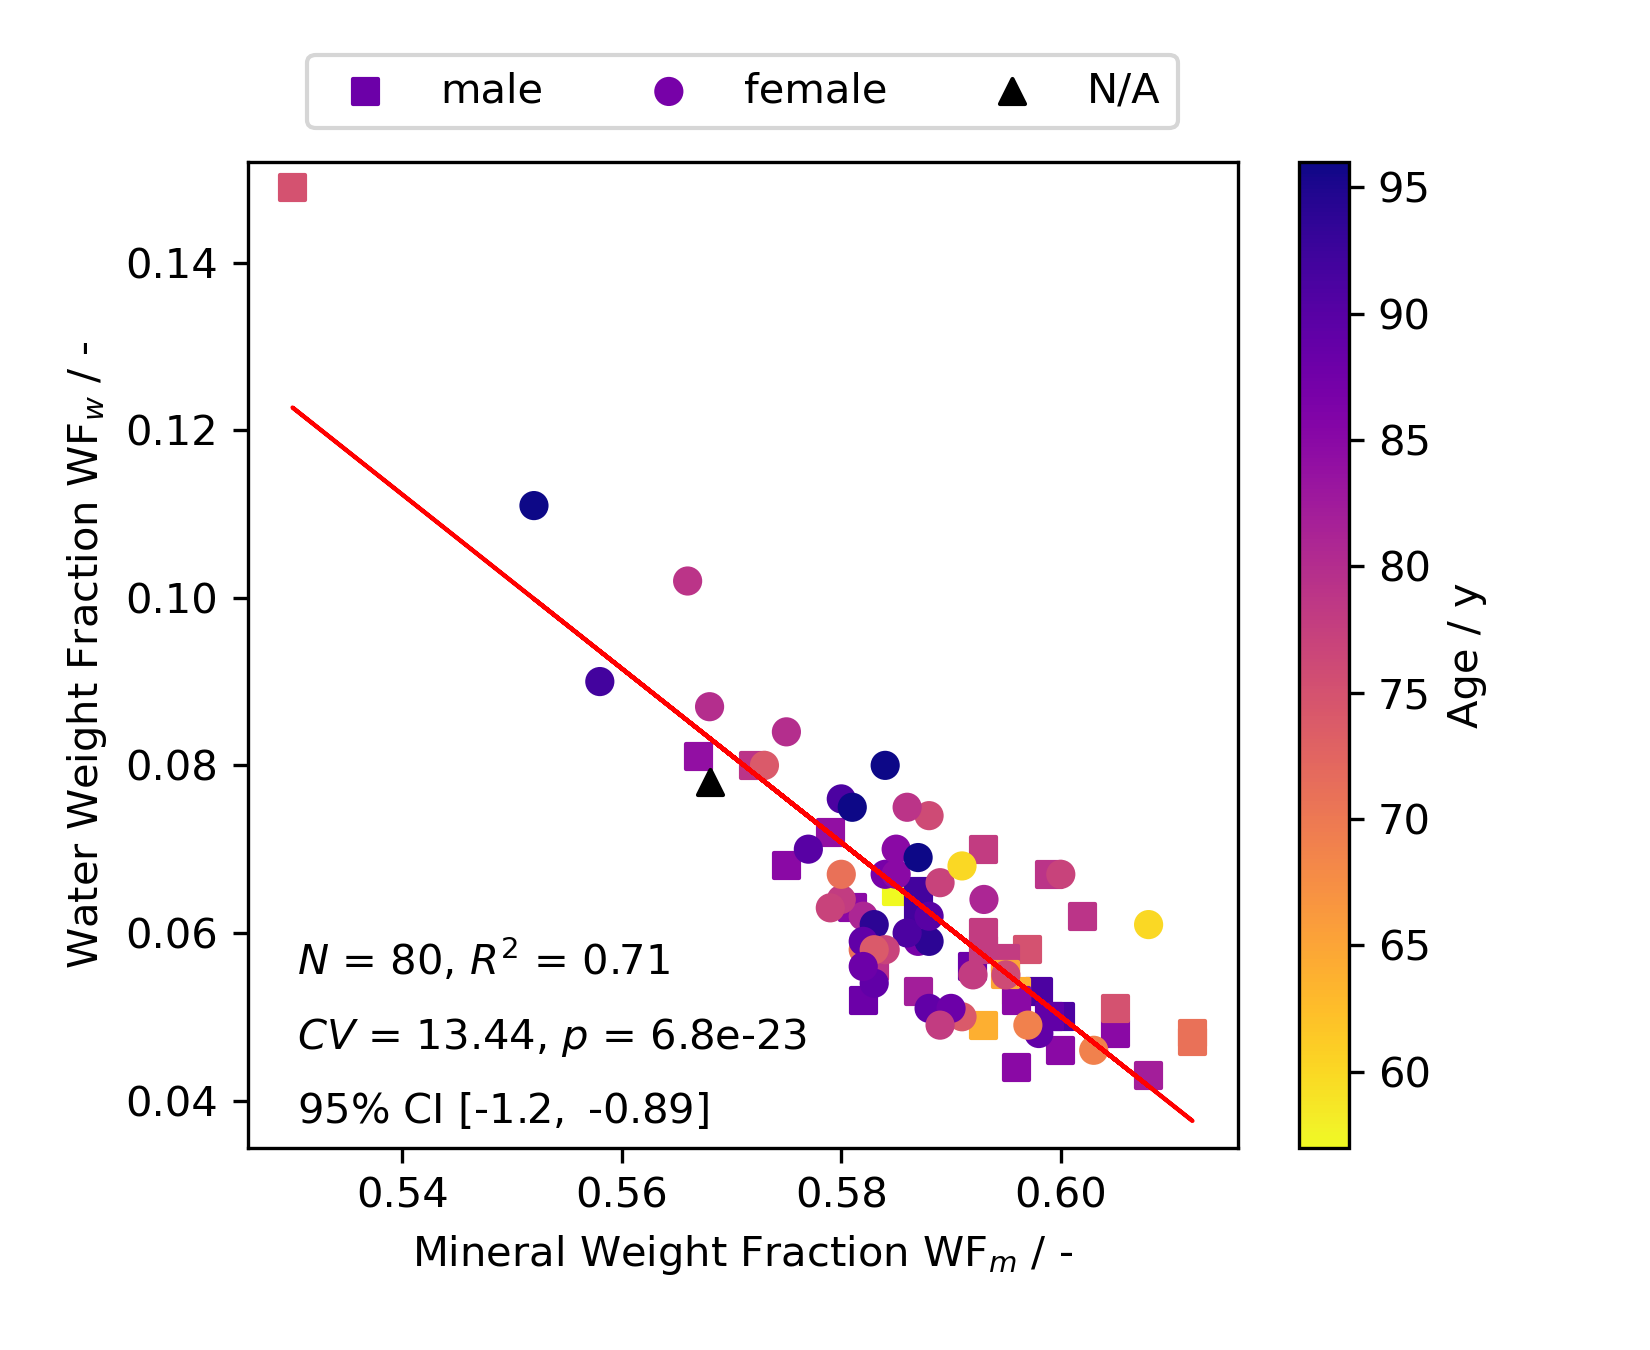 male female N/A
0.14
0.12
0.10
0.08
0.06
0.04
Water Weight Fraction WF_w / -
N = 80, R² = 0.71
CV = 13.44, p = 6.8e-23
95% CI [-1.2, -0.89]
0.54 0.56 0.58 0.60
Mineral Weight Fraction WF_m / -
95
90
85
80
75
70
65
60
Age / y